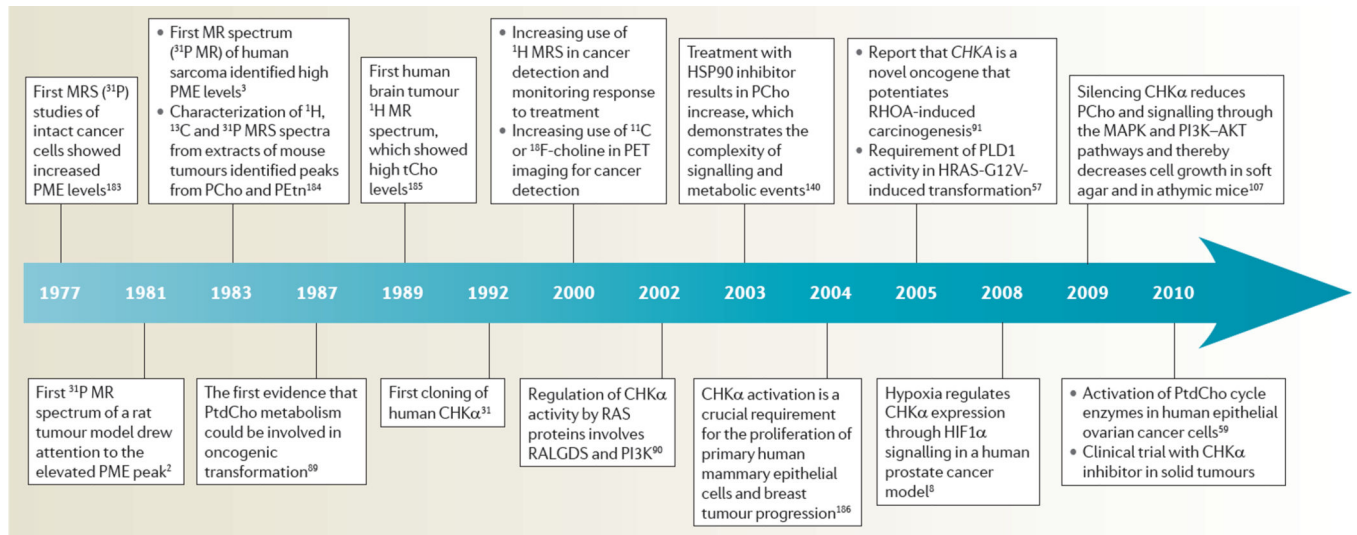 First MRS (³¹P)
studies of
intact cancer
cells showed
increased
PME levels¹⁸³
• First MR spectrum
(³¹P MR) of human
sarcoma identified high
PME levels³
• Characterization of ¹H,
¹³C and ³¹P MRS spectra
from extracts of mouse
tumours identified peaks
from PCho and PEtn¹⁸⁴
First human
brain tumour
¹H MR
spectrum,
which showed
high tCho
levels¹⁸⁵
• Increasing use of
¹H MRS in cancer
detection and
monitoring response
to treatment
• Increasing use of ¹¹C
or ¹⁸F-choline in PET
imaging for cancer
detection
Treatment with
HSP90 inhibitor
results in PCho
increase, which
demonstrates the
complexity of
signalling and
metabolic events¹⁴⁰
• Report that CHKA is a
novel oncogene that
potentiates
RHOA-induced
carcinogenesis⁹¹
• Requirement of PLD1
activity in HRAS-G12V-
induced transformation⁵⁷
Silencing CHKα reduces
PCho and signalling through
the MAPK and PI3K–AKT
pathways and thereby
decreases cell growth in soft
agar and in athymic mice¹⁰⁷
1977 1981 1983 1987 1989 1992 2000 2002 2003 2004 2005 2008 2009 2010
First ³¹P MR
spectrum of a rat
tumour model drew
attention to the
elevated PME peak²
The first evidence that
PtdCho metabolism
could be involved in
oncogenic
transformation⁸⁹
First cloning of
human CHKα³¹
Regulation of CHKα
activity by RAS
proteins involves
RALGDS and PI3K⁹⁰
CHKα activation is a
crucial requirement
for the proliferation of
primary human
mammary epithelial
cells and breast
tumour progression¹⁸⁶
Hypoxia regulates
CHKα expression
through HIF1α
signalling in a human
prostate cancer
model⁸
• Activation of PtdCho cycle
enzymes in human epithelial
ovarian cancer cells⁵⁹
• Clinical trial with CHKα
inhibitor in solid tumours